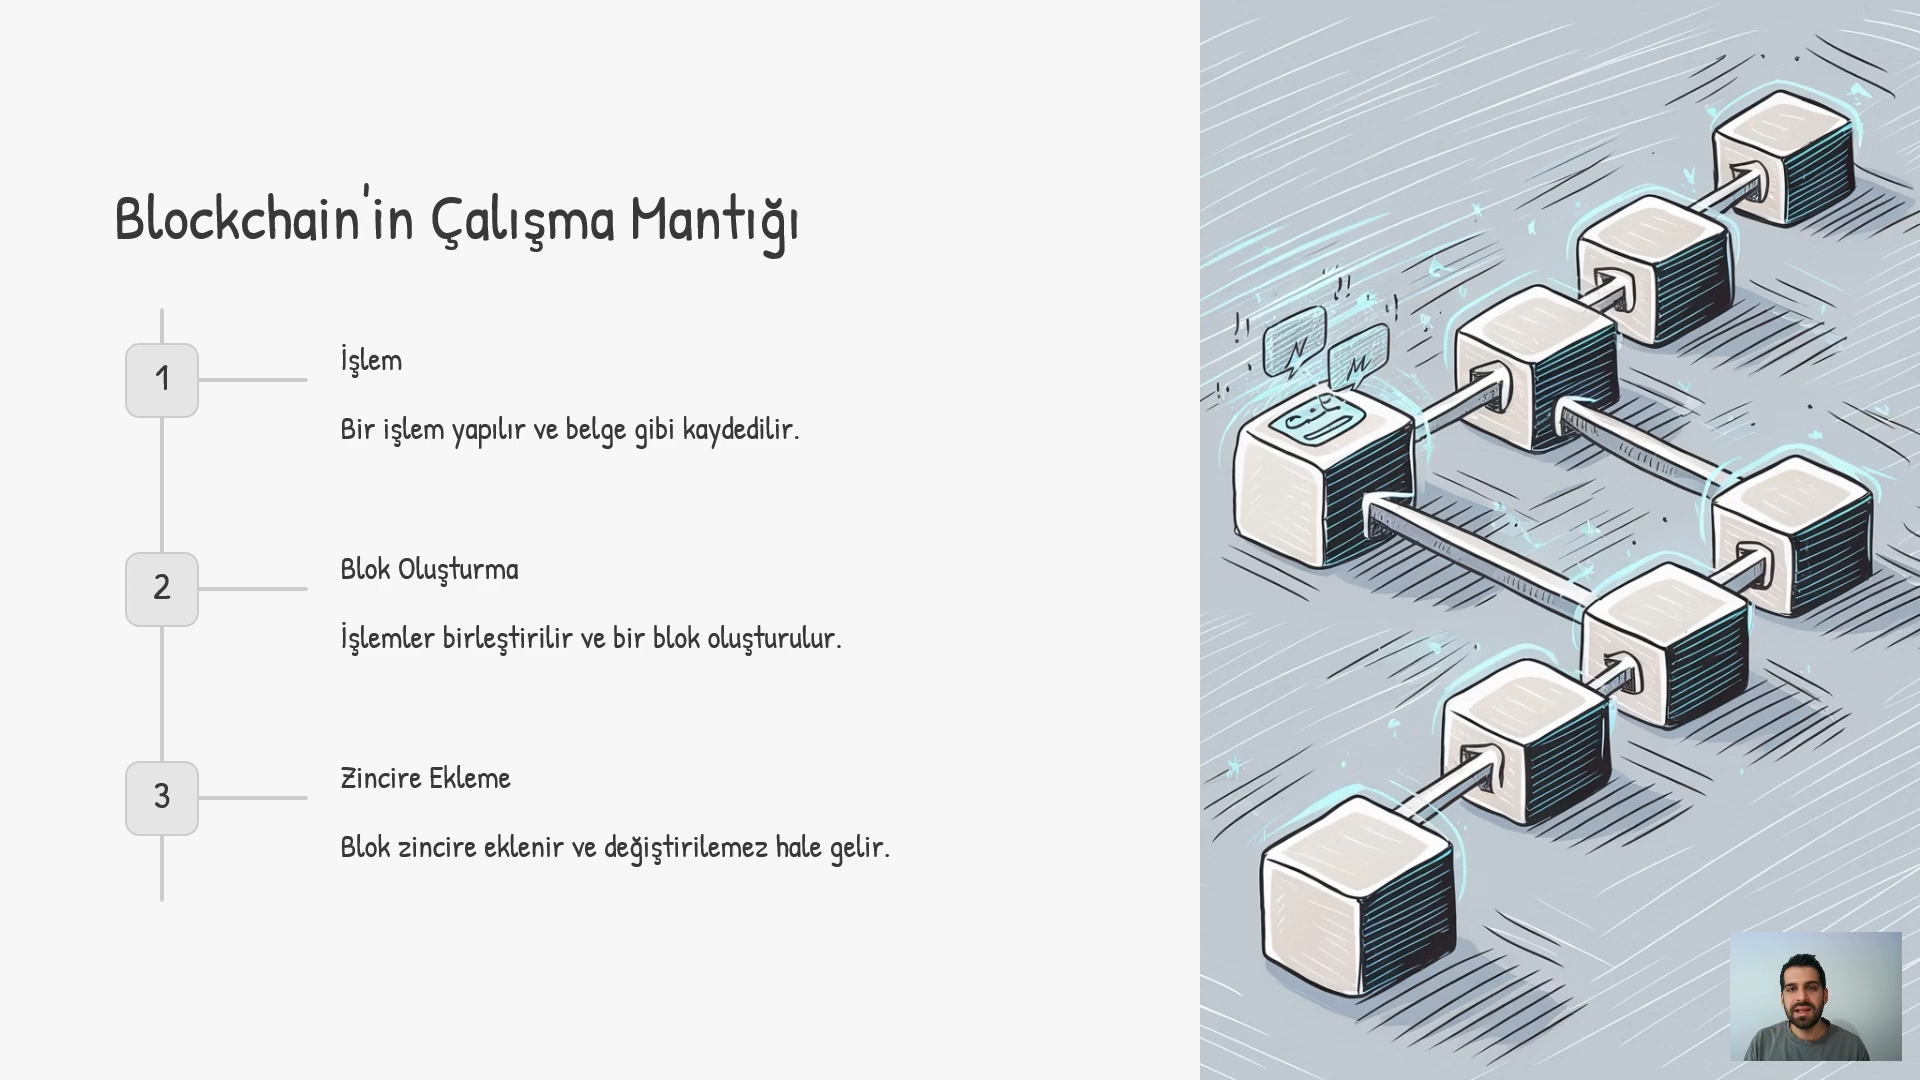 Blockchain'in Çalışma Mantığı
1
İşlem
Bir işlem yapılır ve belge gibi kaydedilir.
2
Blok Oluşturma
İşlemler birleştirilir ve bir blok oluşturulur.
3
Zincire Ekleme
Blok zincire eklenir ve değiştirilemez hale gelir.